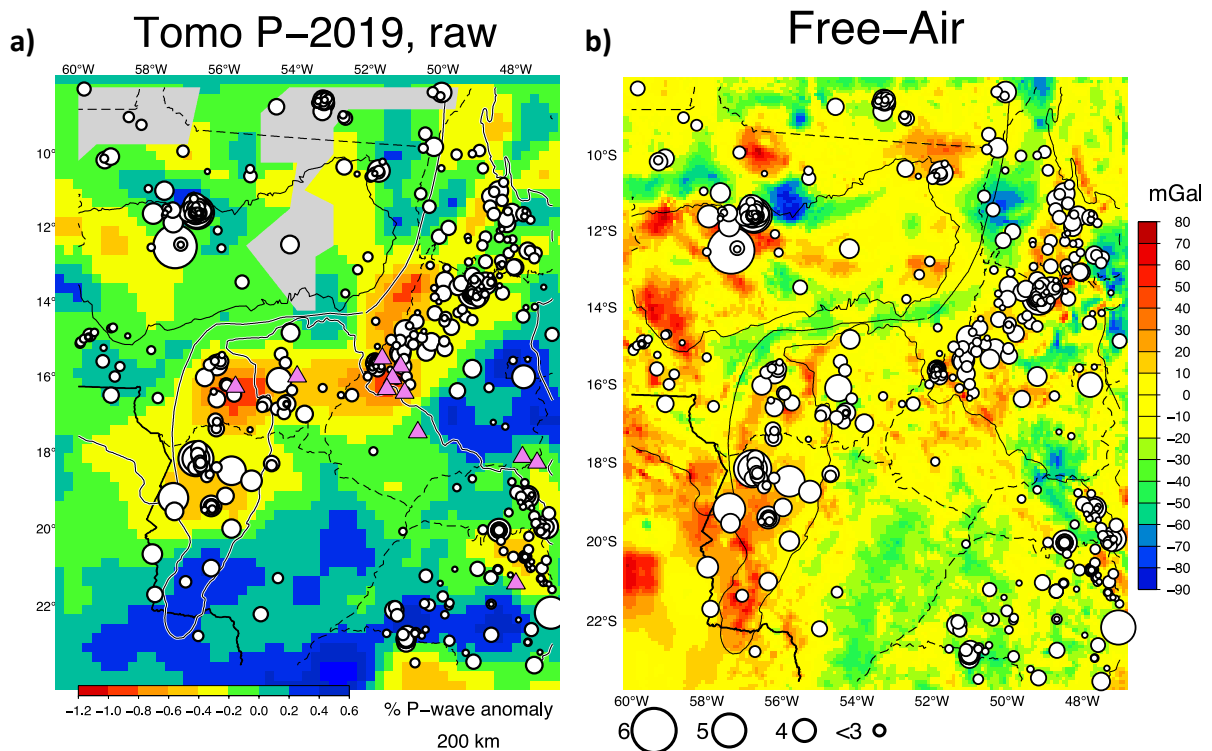 a)
Tomo P−2019, raw
60°W 58°W 56°W 54°W 52°W 50°W 48°W
10°
12°
14°
16°
18°
20°
22°
−1.2 −1.0 −0.8 −0.6 −0.4 −0.2 0.0 0.2 0.4 0.6
% P−wave anomaly
200 km
b)
Free−Air
10°S
12°S
14°S
16°S
18°S
20°S
22°S
60°W 58°W 56°W 54°W 52°W 50°W 48°W
6 5 4 <3
mGal
80
70
60
50
40
30
20
10
0
−10
−20
−30
−40
−50
−60
−70
−80
−90